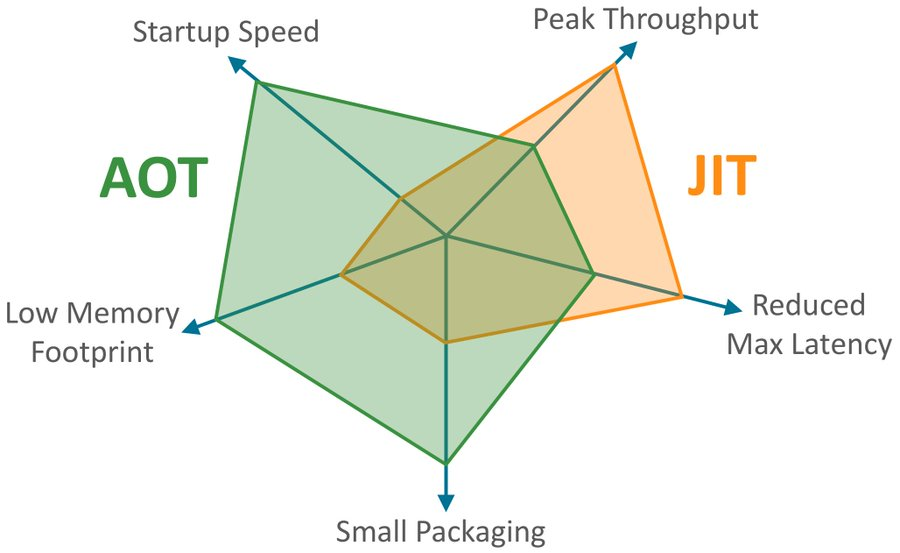 Startup Speed
Peak Throughput
AOT
JIT
Low Memory
Footprint
Reduced
Max Latency
Small Packaging